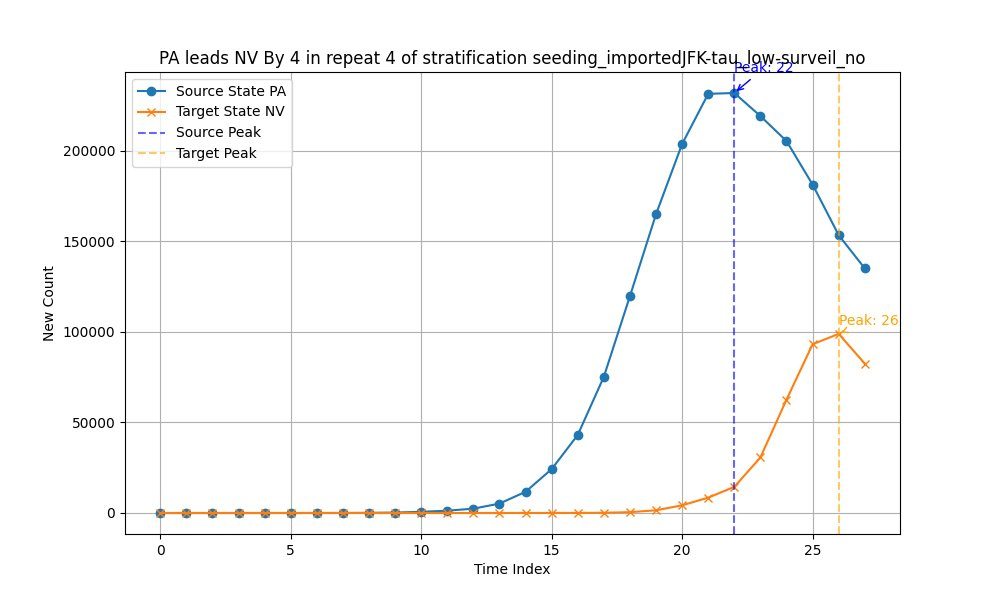 PA leads NV By 4 in repeat 4 of stratification seeding_importedJFK-tau_low-surveil_no
Peak: 22
Source State PA
Target State NV
Source Peak
Target Peak
200000
150000
100000
50000
0
New Count
Peak: 26
0 5 10 15 20 25
Time Index